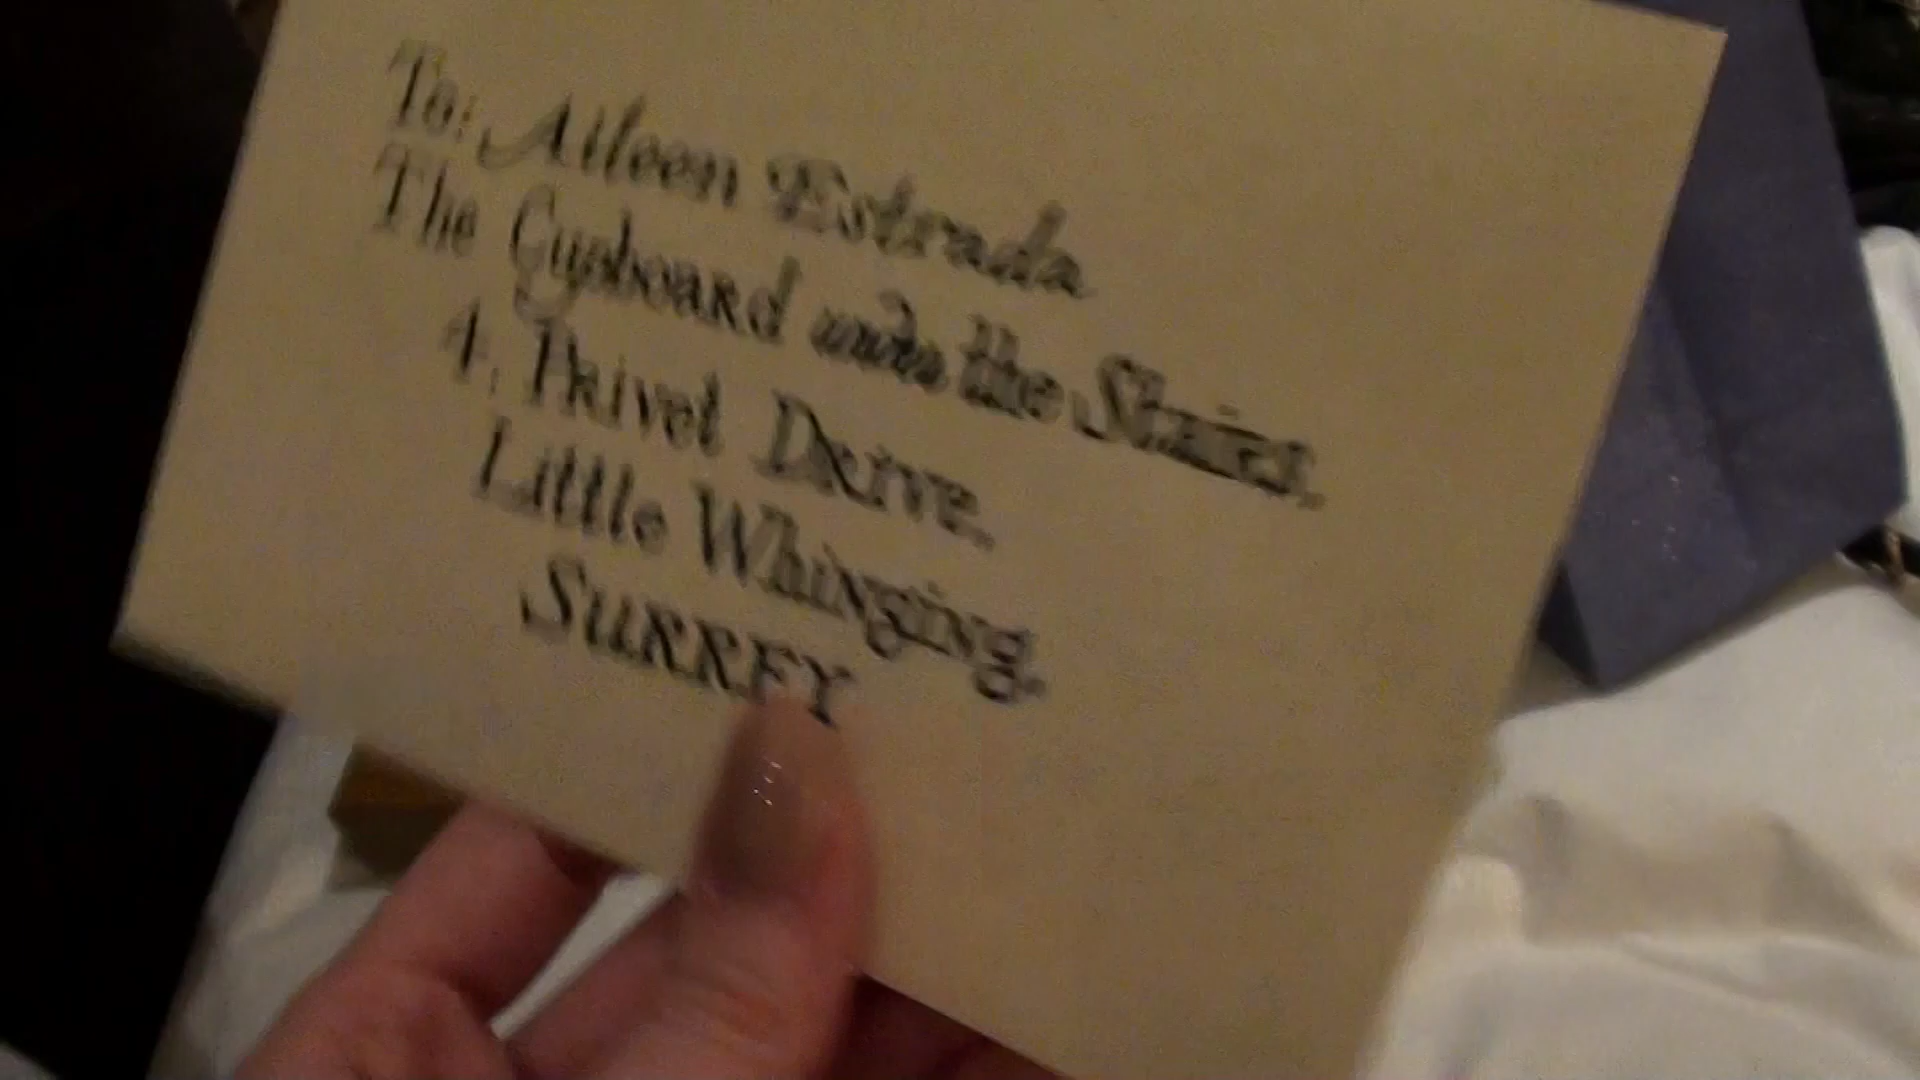 To: Aileen Estrada
The Cupboard under the Stairs,
4, Privet Drive,
Little Whinging,
SURREY